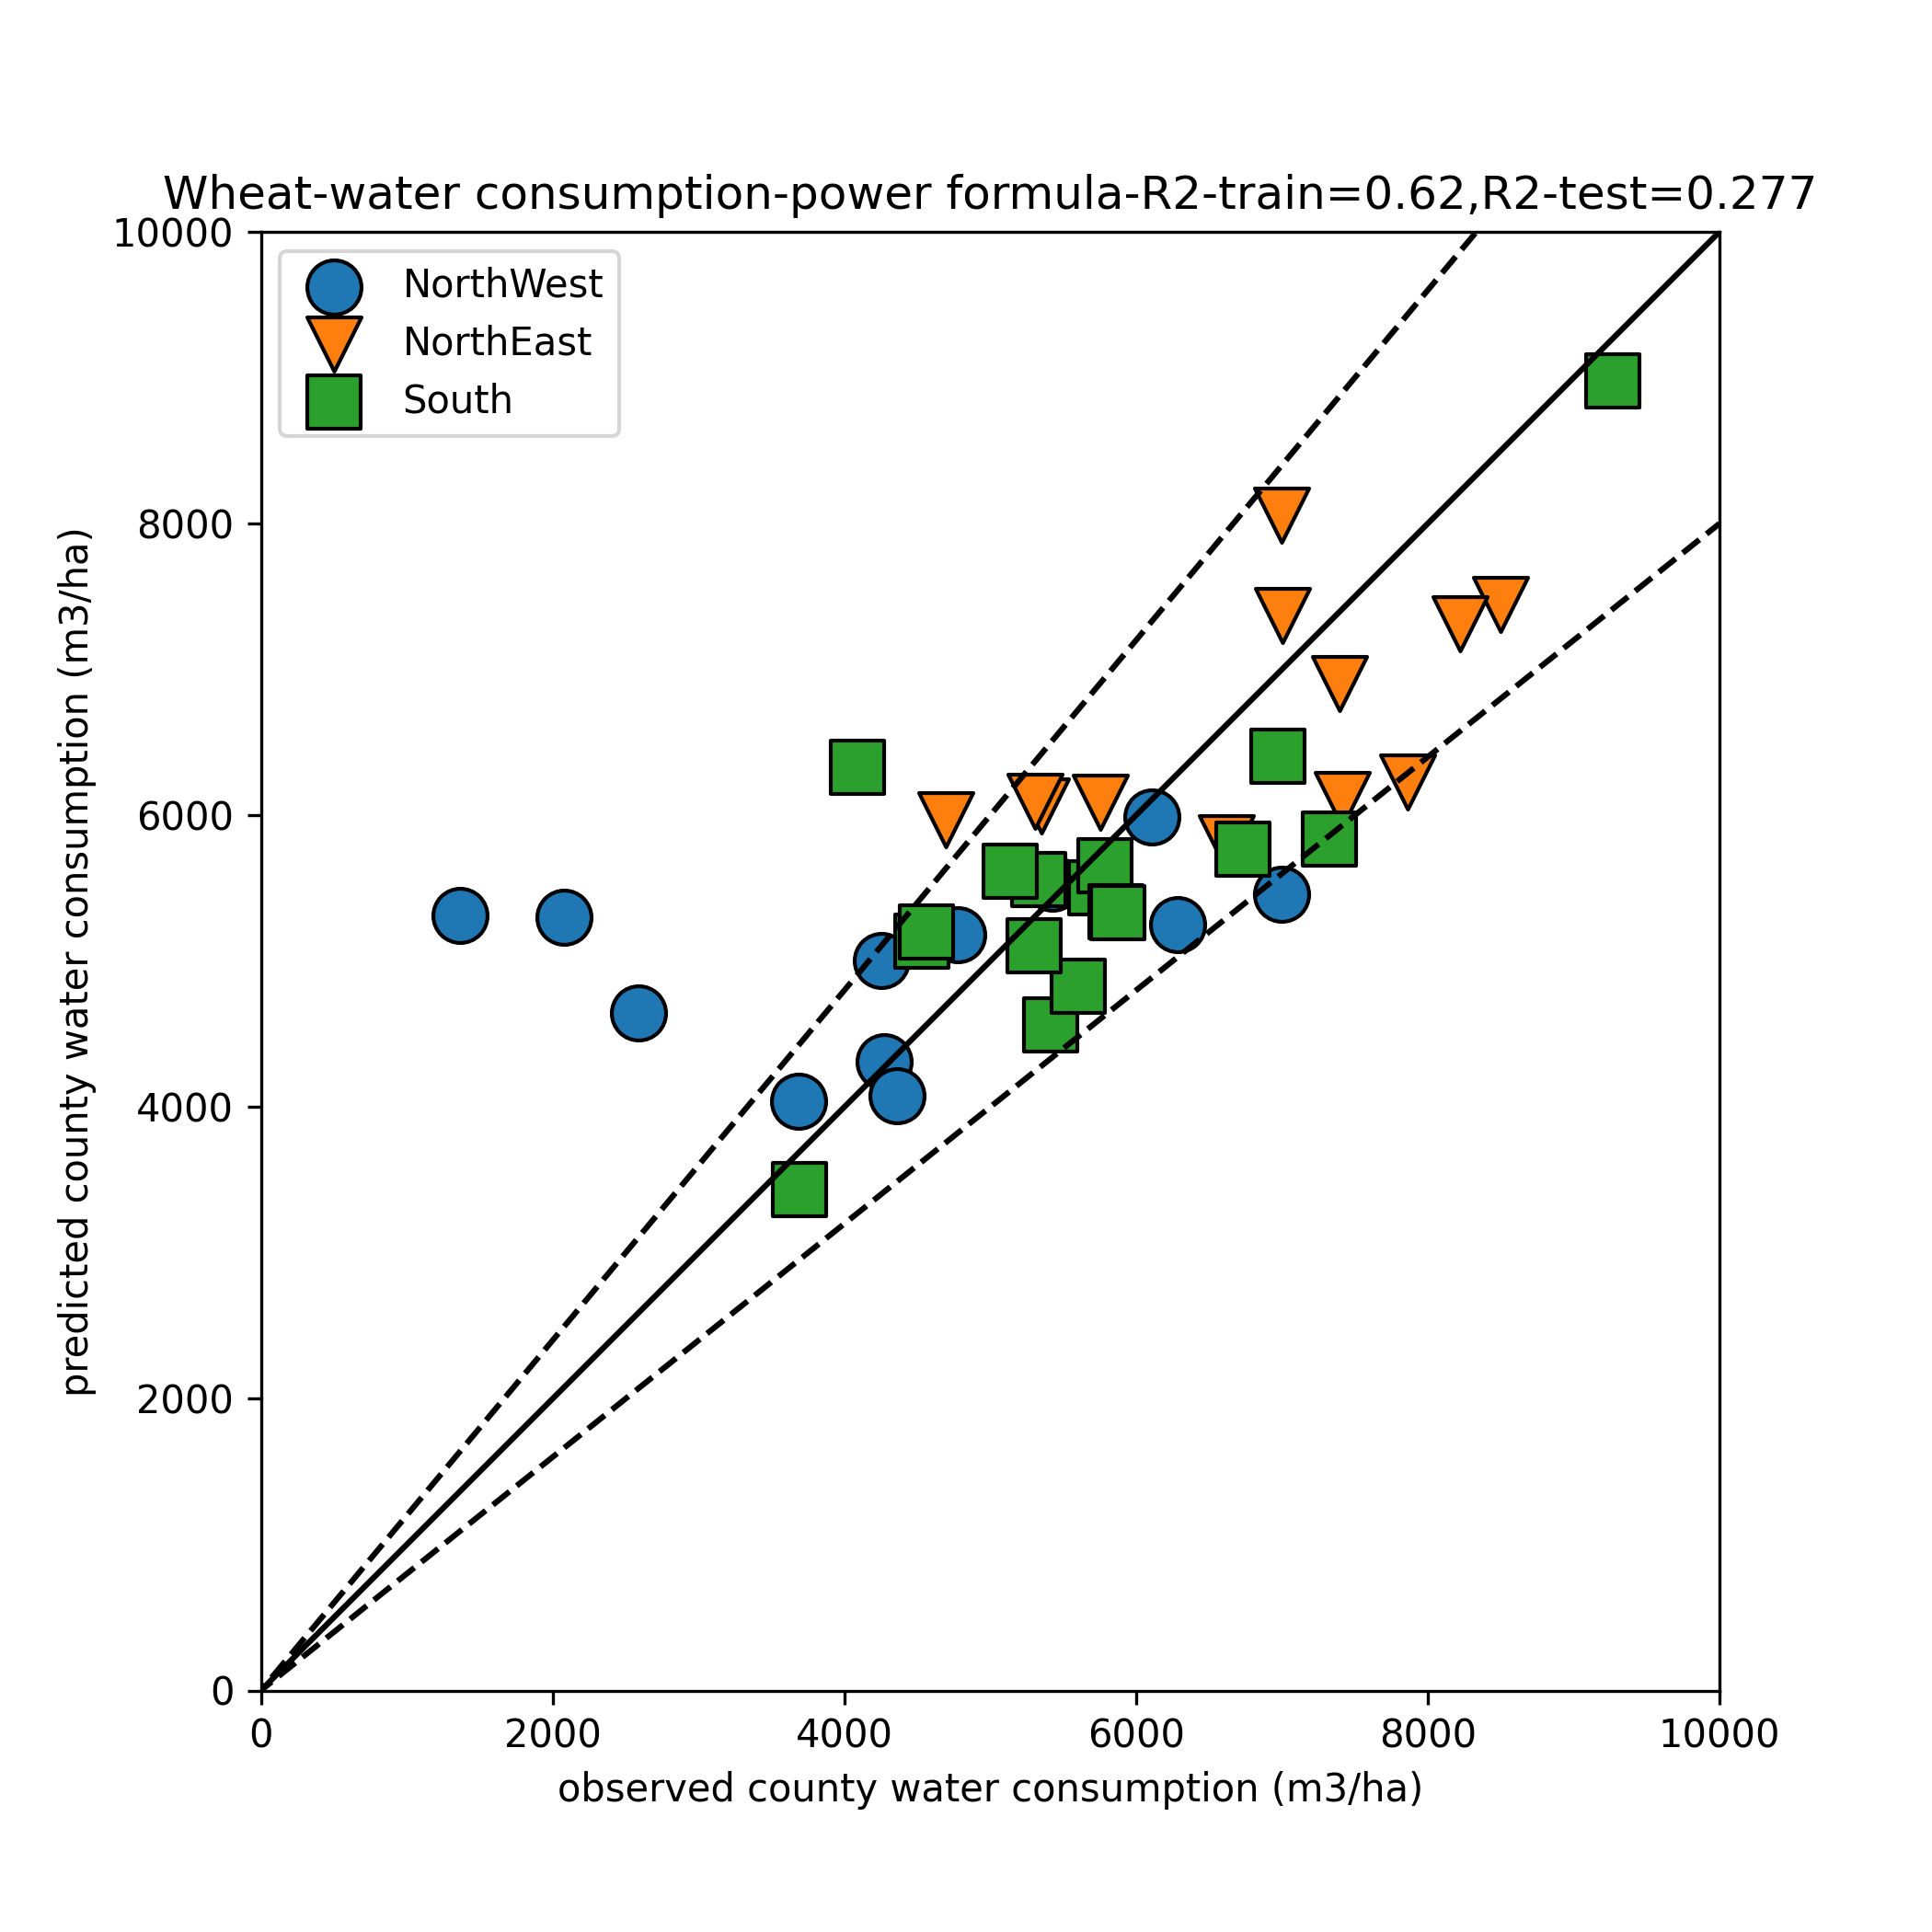 Wheat-water consumption-power formula-R2-train=0.62,R2-test=0.277
10000
8000
6000
4000
2000
0
NorthWest
NorthEast
South
predicted county water consumption (m3/ha)
0 2000 4000 6000 8000 10000
observed county water consumption (m3/ha)